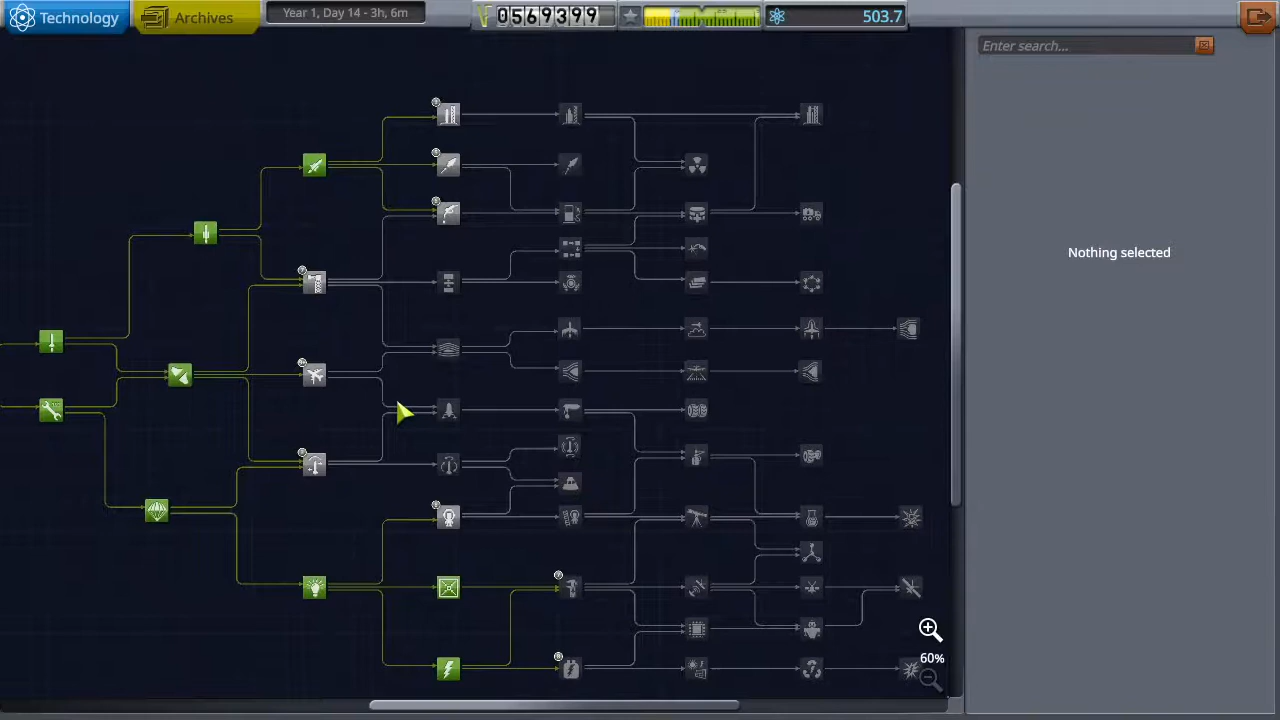 Technology
Archives
Year 1, Day 14 - 3h, 6m
0569399
503.7
Enter search...
Nothing selected
60%